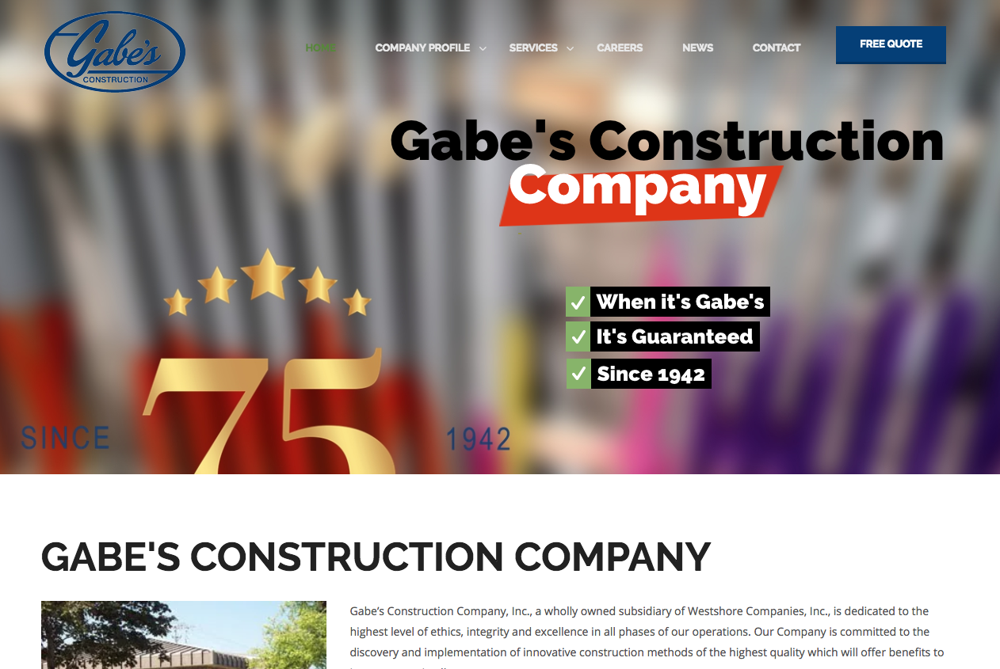 Gabe's
CONSTRUCTION
HOME
COMPANY PROFILE
SERVICES
CAREERS
NEWS
CONTACT
FREE QUOTE
Gabe's Construction
Company
When it's Gabe's
It's Guaranteed
Since 1942
75
SINCE
1942
GABE'S CONSTRUCTION COMPANY
Gabe’s Construction Company, Inc., a wholly owned subsidiary of Westshore Companies, Inc., is dedicated to the
highest level of ethics, integrity and excellence in all phases of our operations. Our Company is committed to the
discovery and implementation of innovative construction methods of the highest quality which will offer benefits to